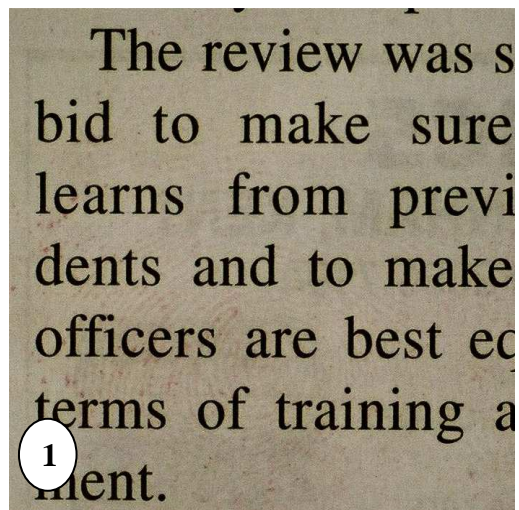 The review was s
bid to make sure
learns from previ
dents and to make
officers are best eq
terms of training a
ment.
1